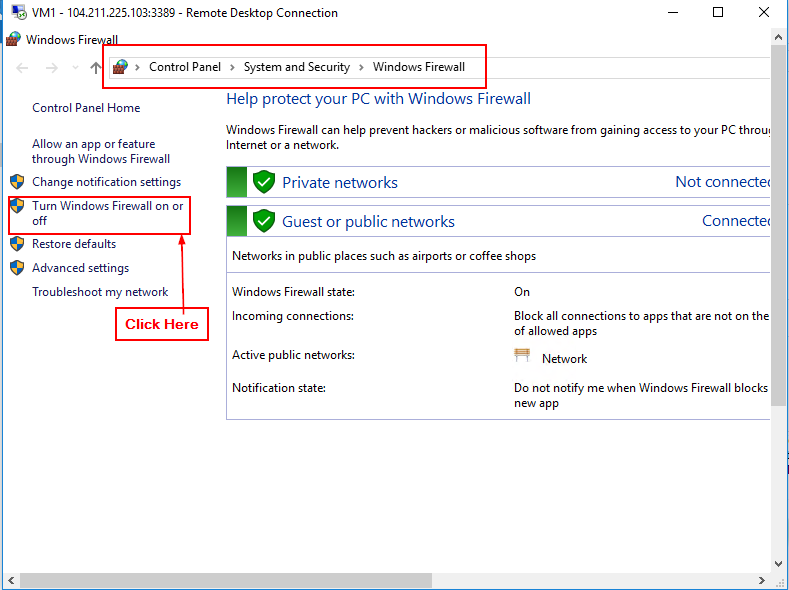 VM1 - 104.211.225.103:3389 - Remote Desktop Connection
Windows Firewall
Control Panel > System and Security > Windows Firewall
Control Panel Home
Allow an app or feature
through Windows Firewall
Change notification settings
Turn Windows Firewall on or
off
Restore defaults
Advanced settings
Troubleshoot my network
Click Here
Help protect your PC with Windows Firewall
Windows Firewall can help prevent hackers or malicious software from gaining access to your PC throu
Internet or a network.
Private networks Not connected
Guest or public networks Connected
Networks in public places such as airports or coffee shops
Windows Firewall state: On
Incoming connections: Block all connections to apps that are not on the
of allowed apps
Active public networks: Network
Notification state: Do not notify me when Windows Firewall blocks
new app